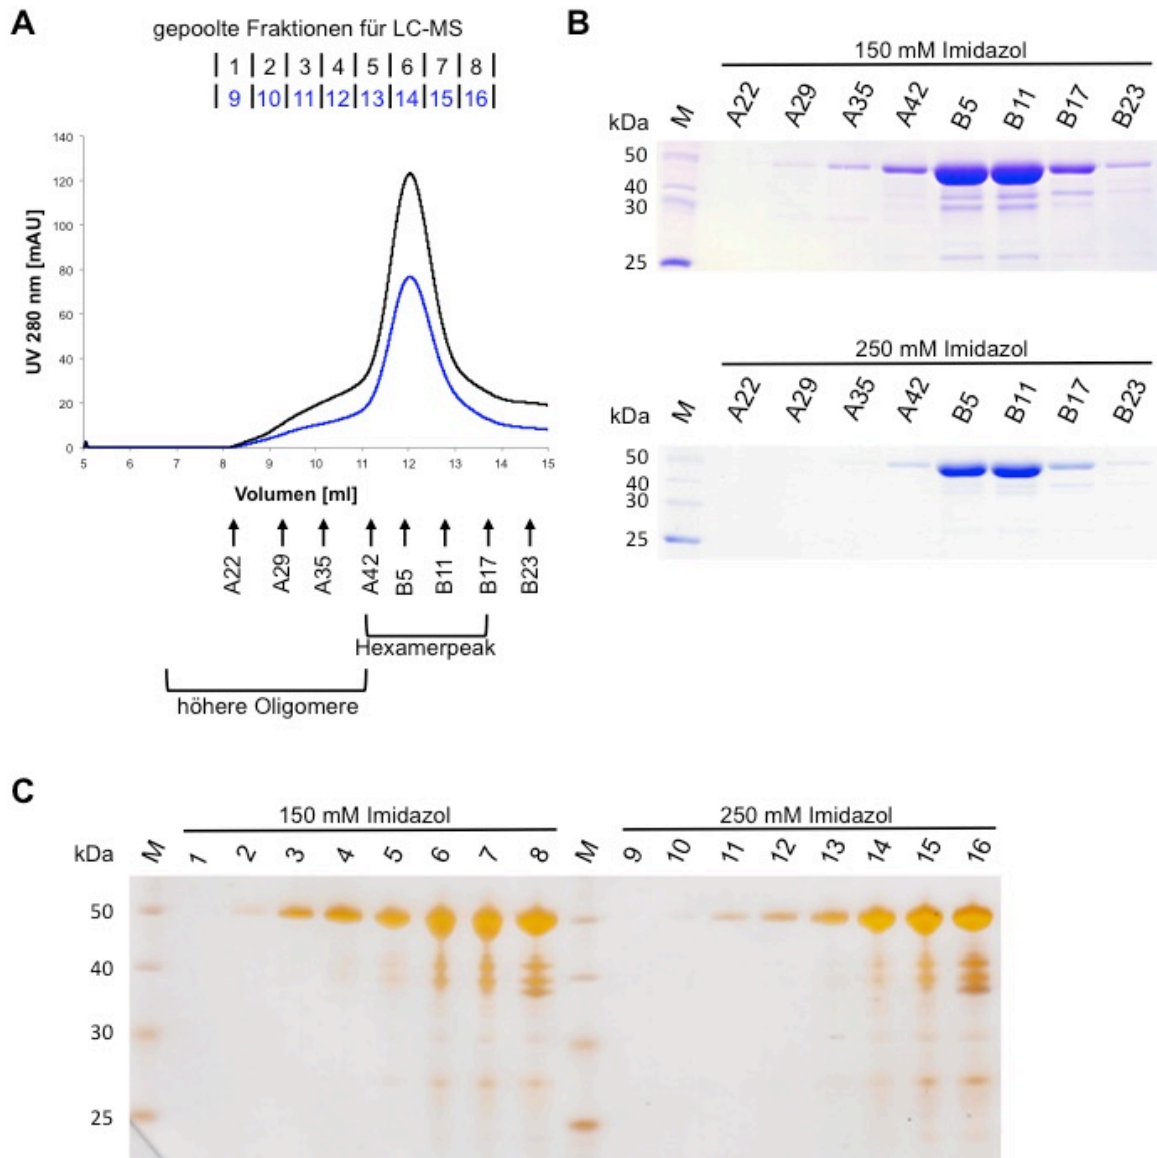 A
gepoolte Fraktionen für LC-MS
| 1 | 2 | 3 | 4 | 5 | 6 | 7 | 8 |
| 9 | 10 | 11 | 12 | 13 | 14 | 15 | 16 |
140
120
100
80
60
40
20
0
UV 280 nm [mAU]
5 6 7 8 9 10 11 12 13 14 15
Volumen [ml]
A22 A29 A35 A42 B5 B11 B17 B23
Hexamerpeak
höhere Oligomere
B
150 mM Imidazol
kDa M A22 A29 A35 A42 B5 B11 B17 B23
50
40
30
25
250 mM Imidazol
kDa M A22 A29 A35 A42 B5 B11 B17 B23
50
40
30
25
C
150 mM Imidazol 250 mM Imidazol
kDa M 1 2 3 4 5 6 7 8 M 9 10 11 12 13 14 15 16
50
40
30
25